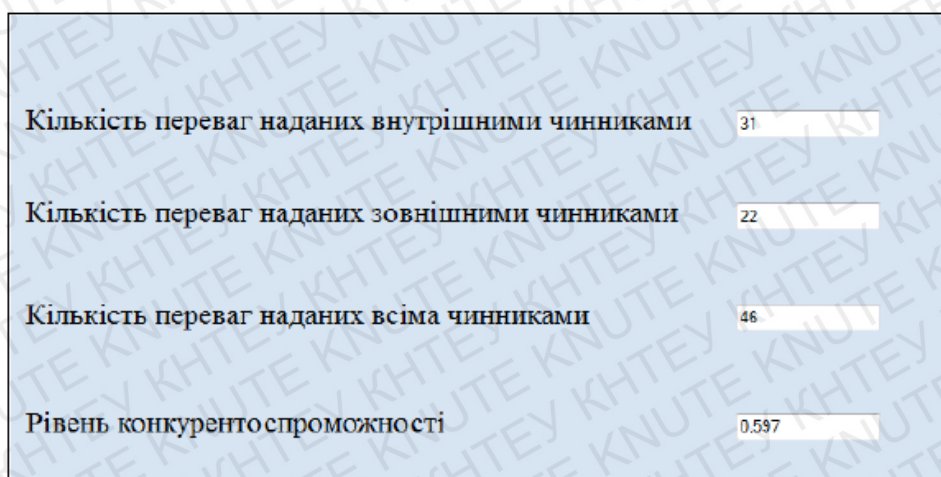 Кількість переваг наданих внутрішними чинниками 31
Кількість переваг наданих зовнішними чинниками 22
Кількість переваг наданих всіма чинниками 46
Рівень конкурентоспроможності 0.597